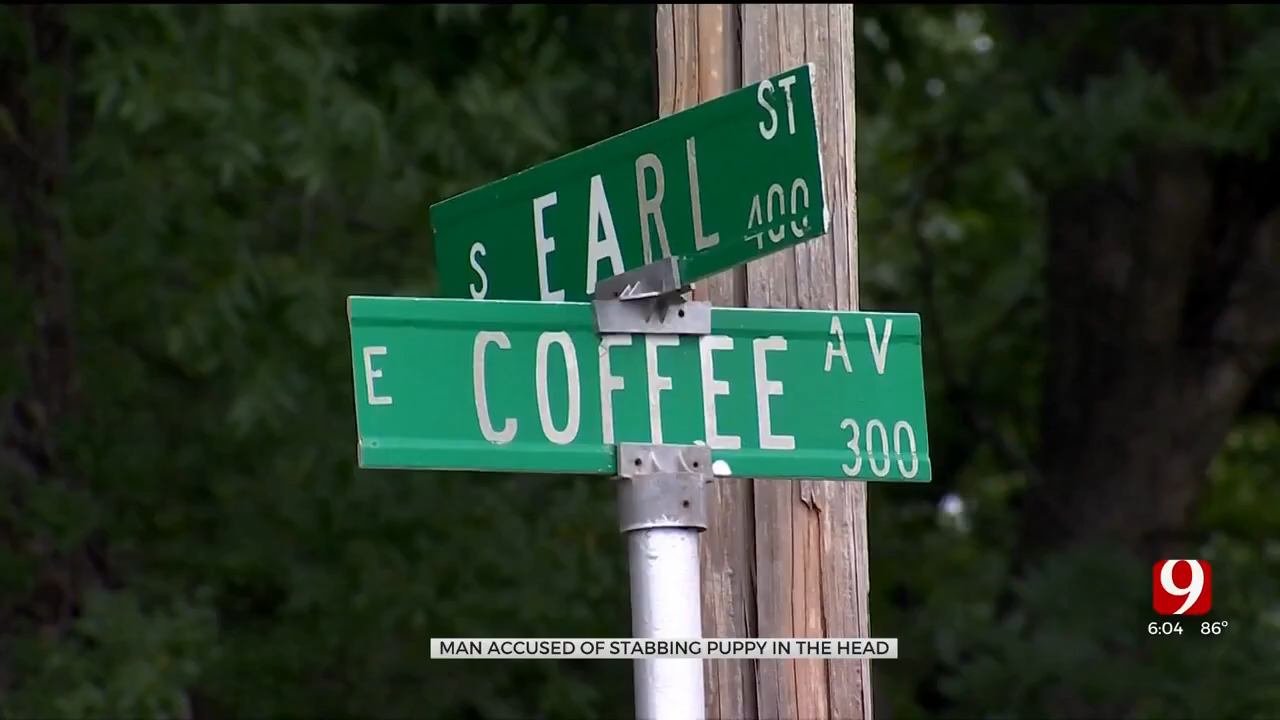 ST
S EARL 400
E COFFEE AV
300
9
6:04 86°
MAN ACCUSED OF STABBING PUPPY IN THE HEAD